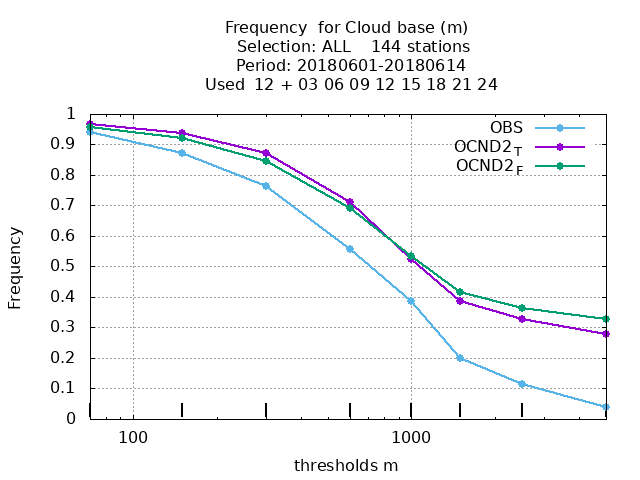 Frequency  for Cloud base (m)
Selection: ALL    144 stations
Period: 20180601-20180614
Used  12 + 03 06 09 12 15 18 21 24
OBS
OCND2T
OCND2F
1
0.9
0.8
0.7
0.6
0.5
0.4
0.3
0.2
0.1
0
Frequency
100 1000
thresholds m